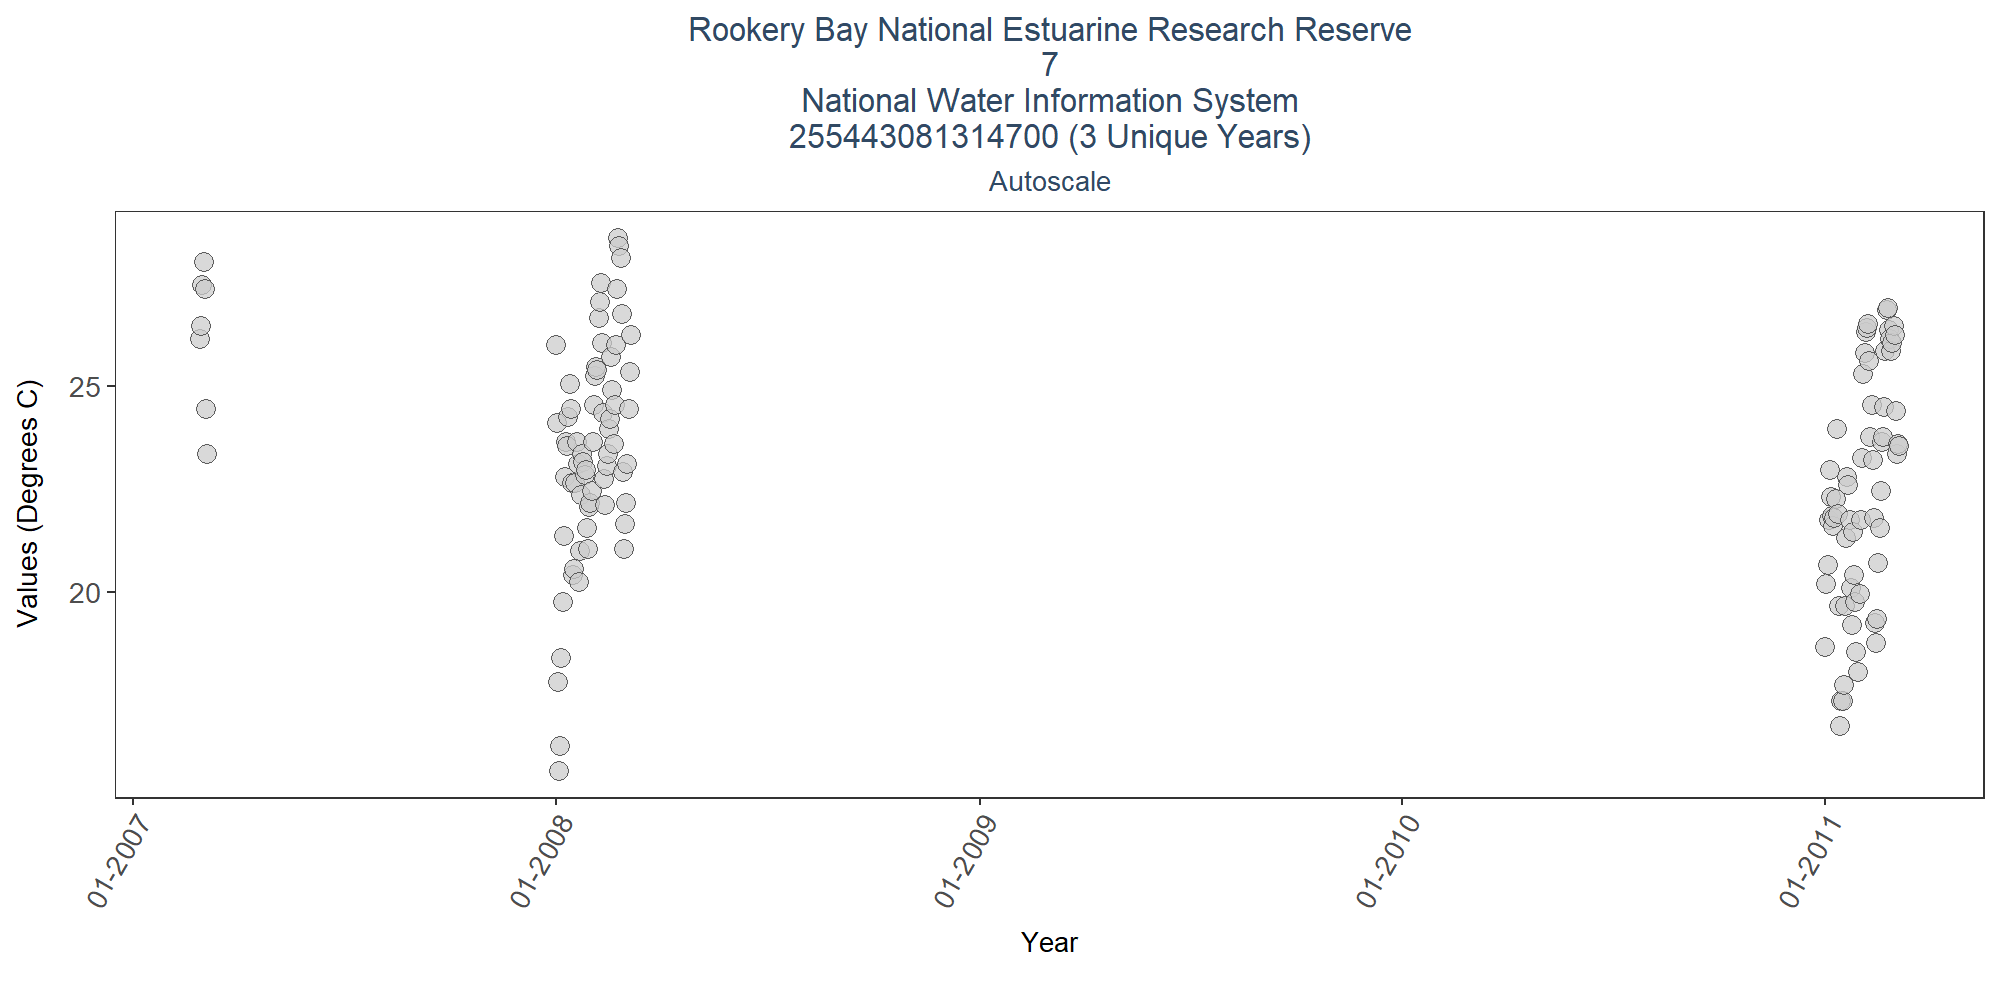 Rookery Bay National Estuarine Research Reserve
7
National Water Information System
255443081314700 (3 Unique Years)
Autoscale
Values (Degrees C)
25
20
01-2007
01-2008
01-2009
01-2010
01-2011
Year